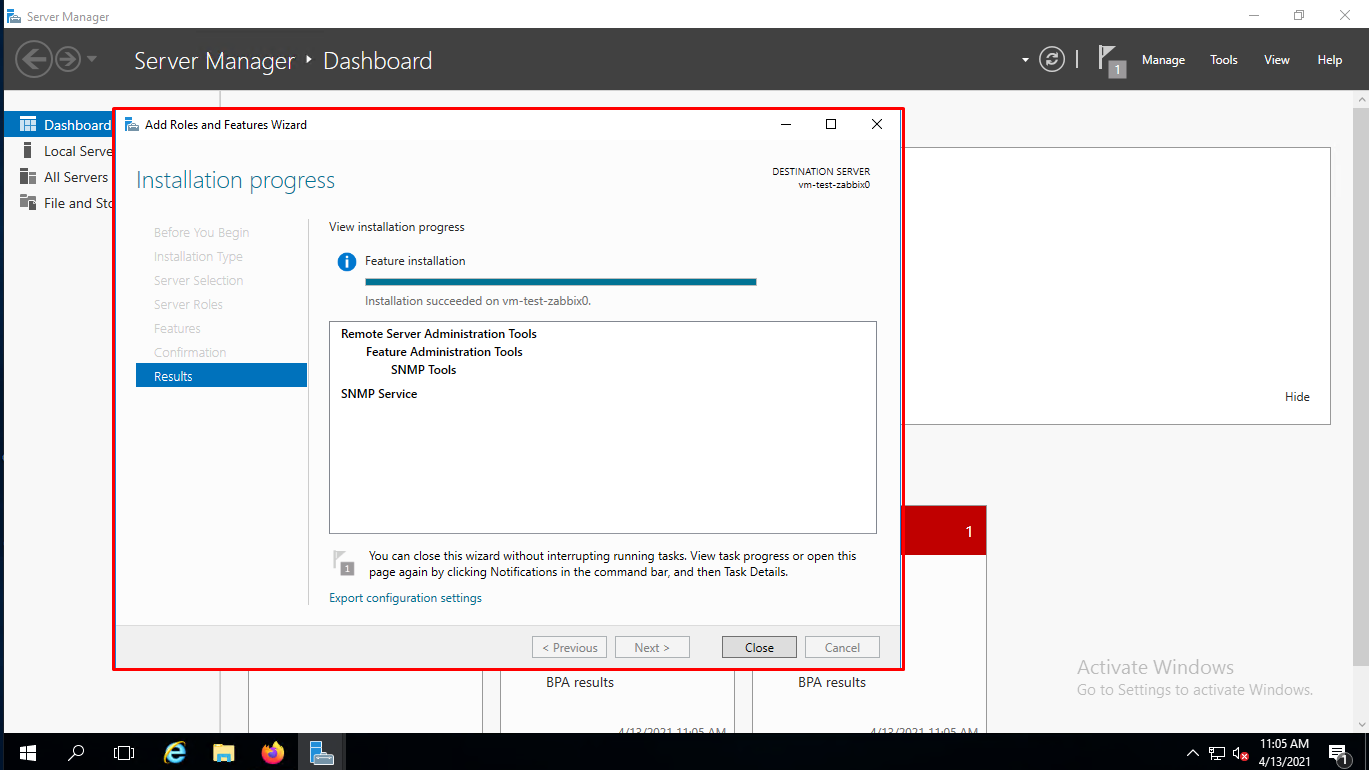 Server Manager
Server Manager ‣ Dashboard
1
Manage
Tools
View
Help
Dashboard
Local Serve
All Servers
File and Sto
Add Roles and Features Wizard
Installation progress
DESTINATION SERVER
vm-test-zabbix0
Before You Begin
Installation Type
Server Selection
Server Roles
Features
Confirmation
Results
View installation progress
Feature installation
Installation succeeded on vm-test-zabbix0.
Remote Server Administration Tools
Feature Administration Tools
SNMP Tools
SNMP Service
1
You can close this wizard without interrupting running tasks. View task progress or open this
page again by clicking Notifications in the command bar, and then Task Details.
Export configuration settings
< Previous
Next >
Close
Cancel
Hide
1
BPA results
BPA results
4/13/2021 11:05 AM
4/13/2021 11:05 AM
Activate Windows
Go to Settings to activate Windows.
11:05 AM
4/13/2021
1